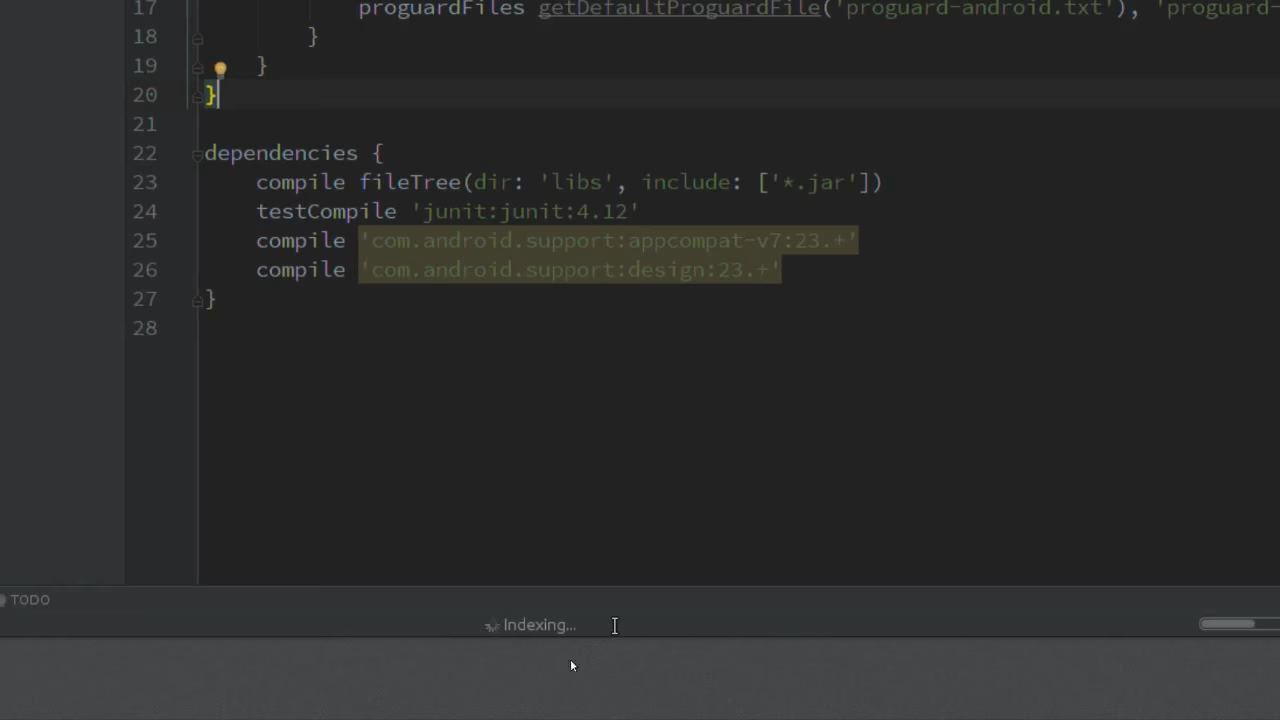 17 proguardFiles getDefaultProguardFile('proguard-android.txt'), 'proguard-
18 }
19 }
20 }
21
22 dependencies {
23 compile fileTree(dir: 'libs', include: ['*.jar'])
24 testCompile 'junit:junit:4.12'
25 compile 'com.android.support:appcompat-v7:23.+'
26 compile 'com.android.support:design:23.+'
27 }
28
TODO
Indexing...